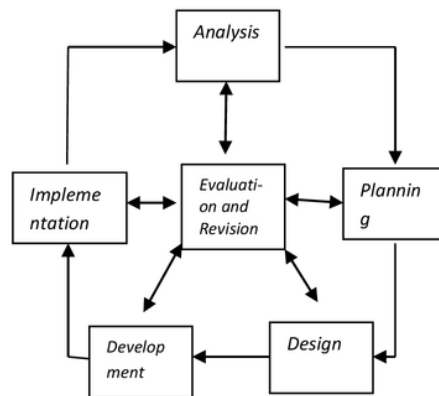 Analysis
Impleme
ntation
Evaluati-
on and
Revision
Plannin
g
Develop
ment
Design